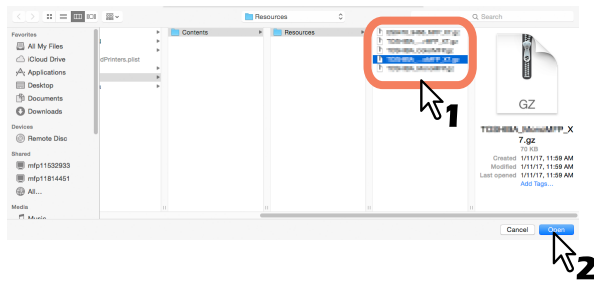 Resources
Search
Favorites
All My Files
iCloud Drive
Applications
Desktop
Documents
Downloads
Devices
Remote Disc
Shared
mfp11532933
mfp11814451
All...
Media
Music
dPrinters.plist
Contents
Resources
1
GZ
7.gz
70 KB
Created 1/11/17, 11:59 AM
Modified 1/11/17, 11:59 AM
Last opened 1/11/17, 11:59 AM
Add Tags...
Cancel
Open
2